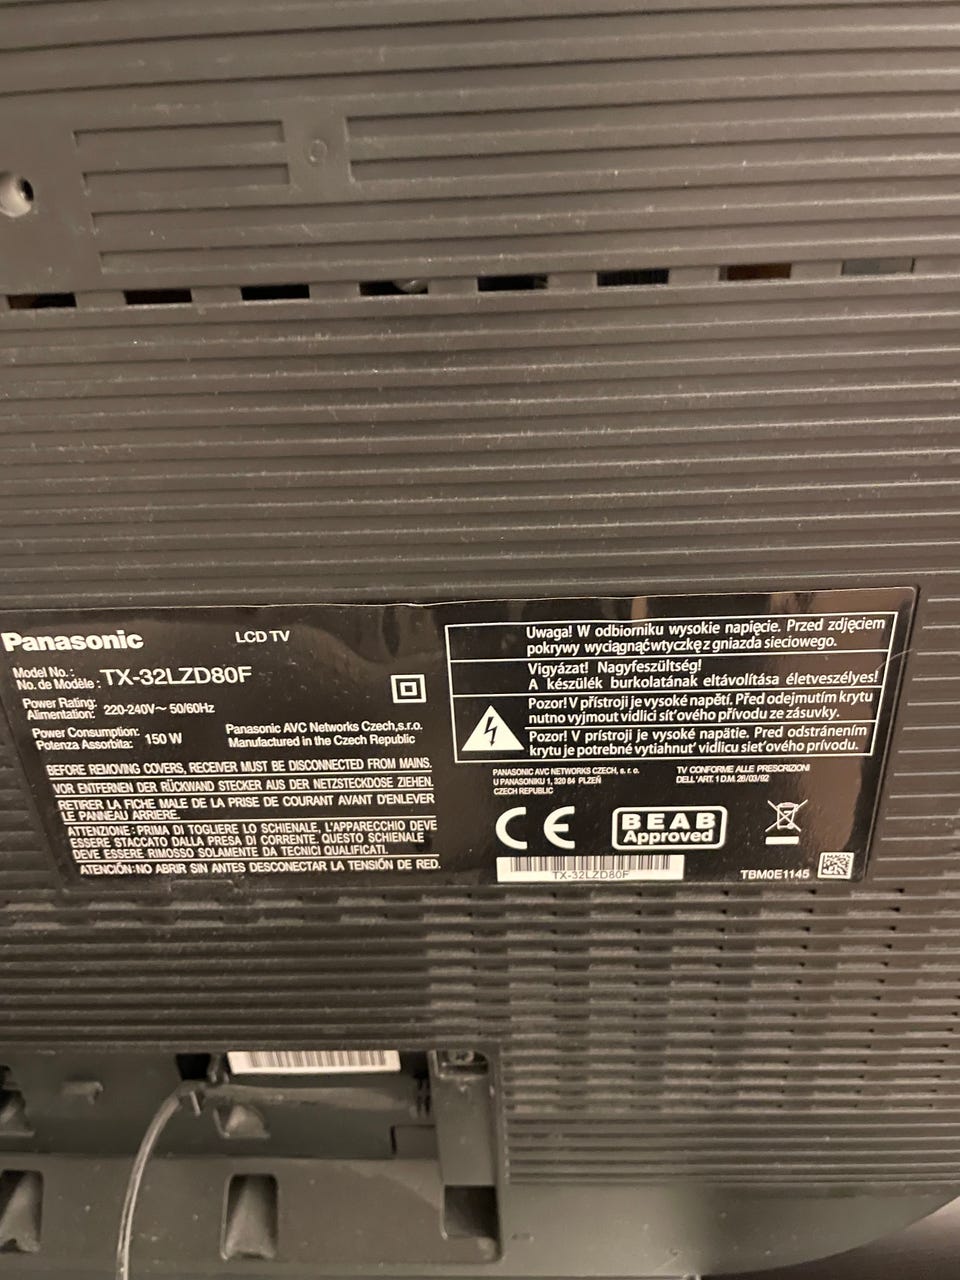 Panasonic
LCD TV
Model No.:
No. de Modèle :
TX-32LZD80F
Power Rating:
Alimentation:
220-240V~ 50/60Hz
Power Consumption:
Potenza Assorbita:
150 W
Panasonic AVC Networks Czech,s.r.o.
Manufactured in the Czech Republic
BEFORE REMOVING COVERS, RECEIVER MUST BE DISCONNECTED FROM MAINS.
VOR ENTFERNEN DER RÜCKWAND STECKER AUS DER NETZSTECKDOSE ZIEHEN.
RETIRER LA FICHE MALE DE LA PRISE DE COURANT AVANT D'ENLEVER
LE PANNEAU ARRIERE.
ATTENZIONE: PRIMA DI TOGLIERE LO SCHIENALE, L'APPARECCHIO DEVE
ESSERE STACCATO DALLA PRESA DI CORRENTE, QUESTO SCHIENALE
DEVE ESSERE RIMOSSO SOLAMENTE DA TECNICI QUALIFICATI.
ATENCIÓN: NO ABRIR SIN ANTES DESCONECTAR LA TENSIÓN DE RED.
Uwaga! W odbiorniku wysokie napięcie. Przed zdjęciem
pokrywy wyciągnąć wtyczkę z gniazda sieciowego.
Vigyázat! Nagyfeszültség!
A készülék burkolatának eltávolítása életveszélyes!
Pozor! V přístroji je vysoké napětí. Před odejmutím krytu
nutno vyjmout vidlici síťového přívodu ze zásuvky.
Pozor! V prístroji je vysoké napätie. Pred odstránením
krytu je potrebné vytiahnuť vidlicu sieťového prívodu.
PANASONIC AVC NETWORKS CZECH, s. r. o.
U PANASONIKU 1, 320 84 PLZEŇ
CZECH REPUBLIC
TV CONFORME ALLE PRESCRIZIONI
DELL'ART. 1 D.M. 26/03/92
CE
BEAB
Approved
TX-32LZD80F
TBM0E1145